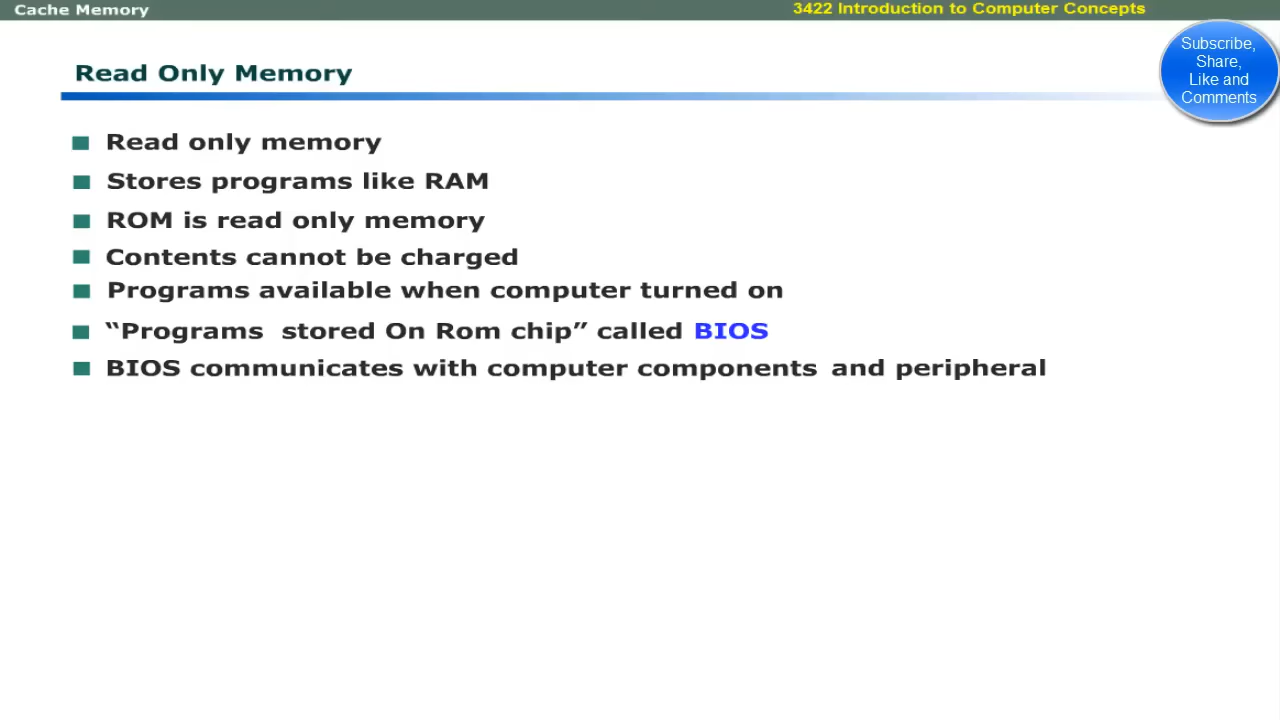 Cache Memory
3422 Introduction to Computer Concepts
Subscribe,
Share,
Like and
Comments
Read Only Memory
Read only memory
Stores programs like RAM
ROM is read only memory
Contents cannot be charged
Programs available when computer turned on
“Programs stored On Rom chip” called BIOS
BIOS communicates with computer components and peripheral